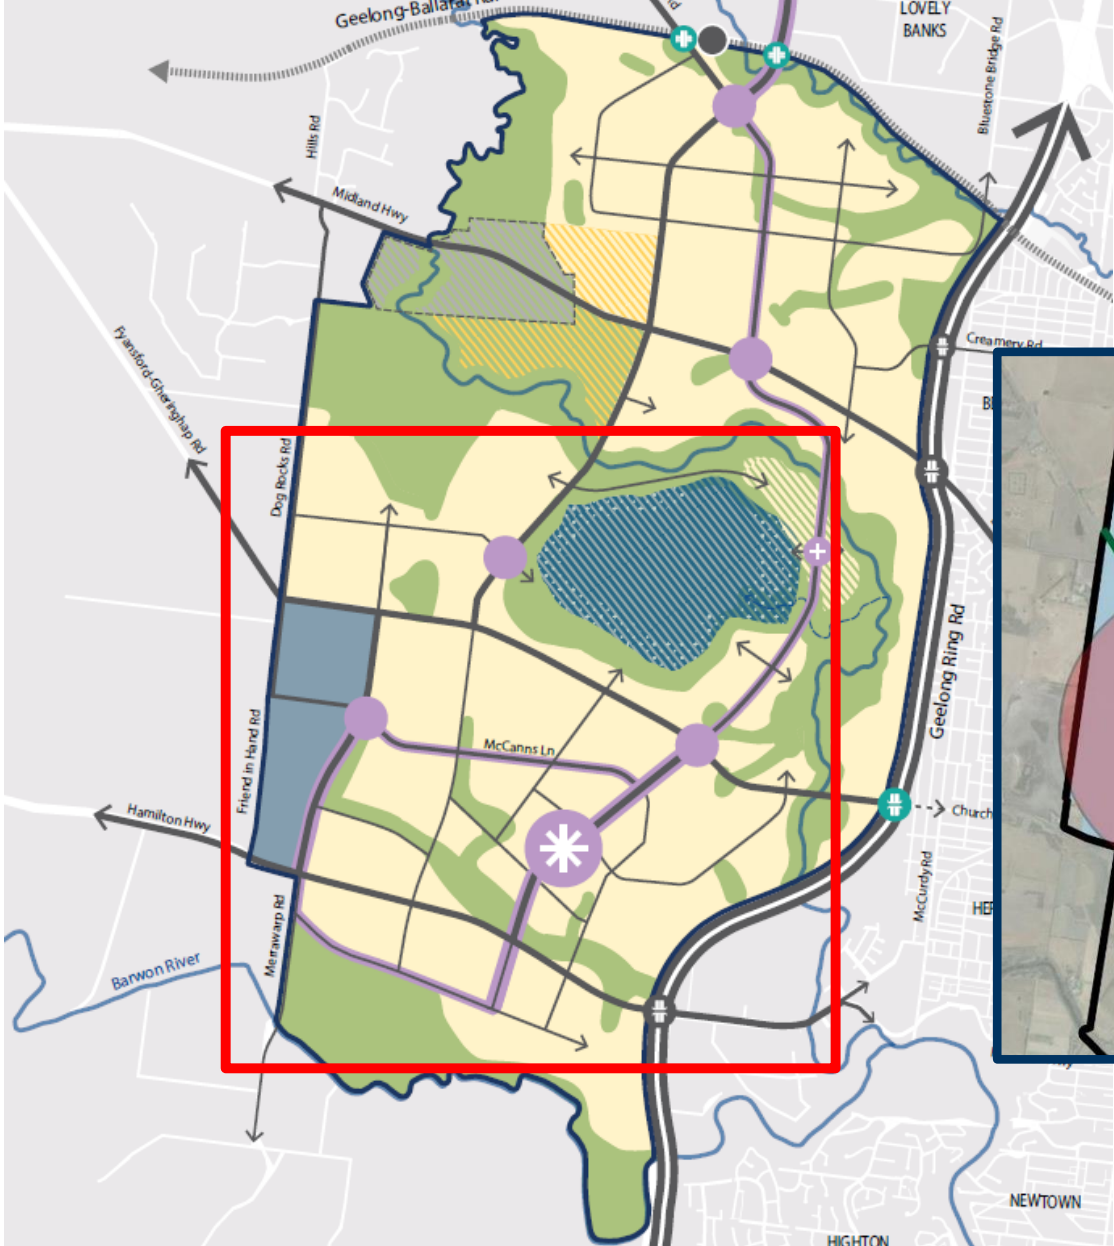 Geelong-Ballarat
LOVELY
BANKS
Rd
Bluestone Bridge Rd
Hills Rd
Midland Hwy
Creamery Rd
Fyansford-Gheringhap Rd
Dog Rocks Rd
Geelong Ring Rd
Friend in Hand Rd
McCanns Ln
Hamilton Hwy
Church
McCurdy Rd
Merrawarp Rd
Barwon River
NEWTOWN
HIGHTON